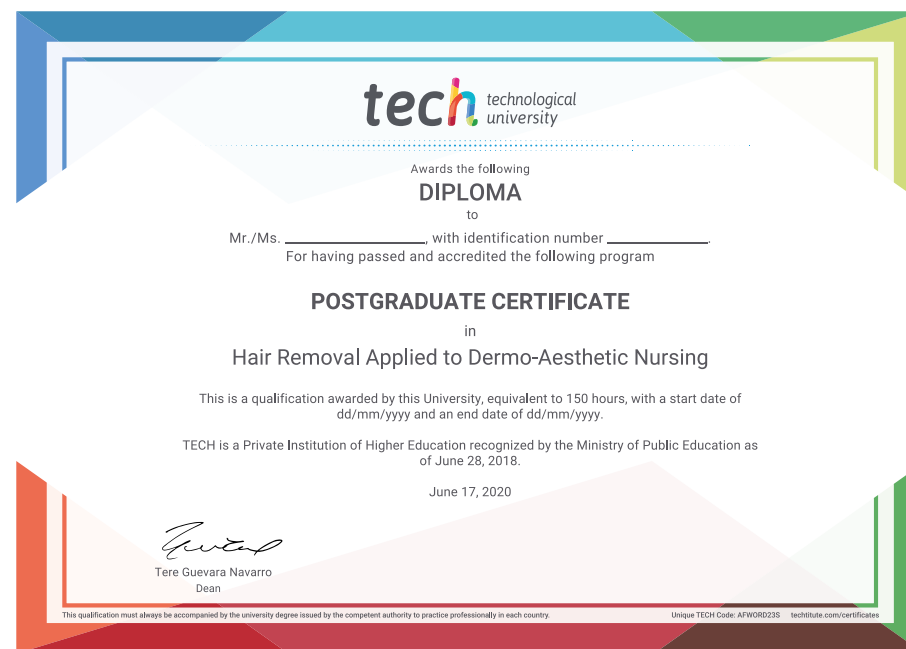 tech technological
university
Awards the following
DIPLOMA
to
Mr./Ms. ____________________, with identification number ______________.
For having passed and accredited the following program
POSTGRADUATE CERTIFICATE
in
Hair Removal Applied to Dermo-Aesthetic Nursing
This is a qualification awarded by this University, equivalent to 150 hours, with a start date of
dd/mm/yyyy and an end date of dd/mm/yyyy.
TECH is a Private Institution of Higher Education recognized by the Ministry of Public Education as
of June 28, 2018.
June 17, 2020
Tere Guevara Navarro
Dean
This qualification must always be accompanied by the university degree issued by the competent authority to practice professionally in each country.
Unique TECH Code: AFWORD23S techtitute.com/certificates